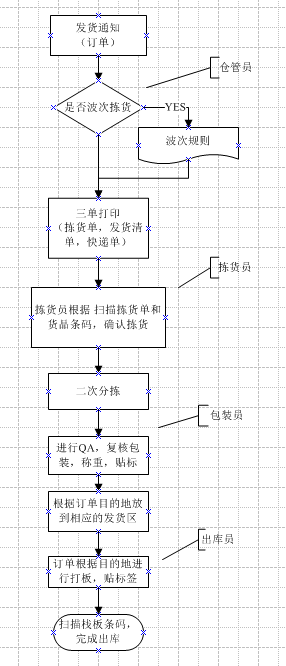 发货通知
（订单）
仓管员
是否波次拣货
YES
波次规则
三单打印
（拣货单，发货清
单，快递单）
拣货员
拣货员根据 扫描拣货单和
货品条码，确认拣货
二次分拣
包装员
进行QA，复核包
装，称重，贴标
根据订单目的地放
到相应的发货区
出库员
订单根据目的地进
行打板，贴标签
扫描栈板条码，
完成出库